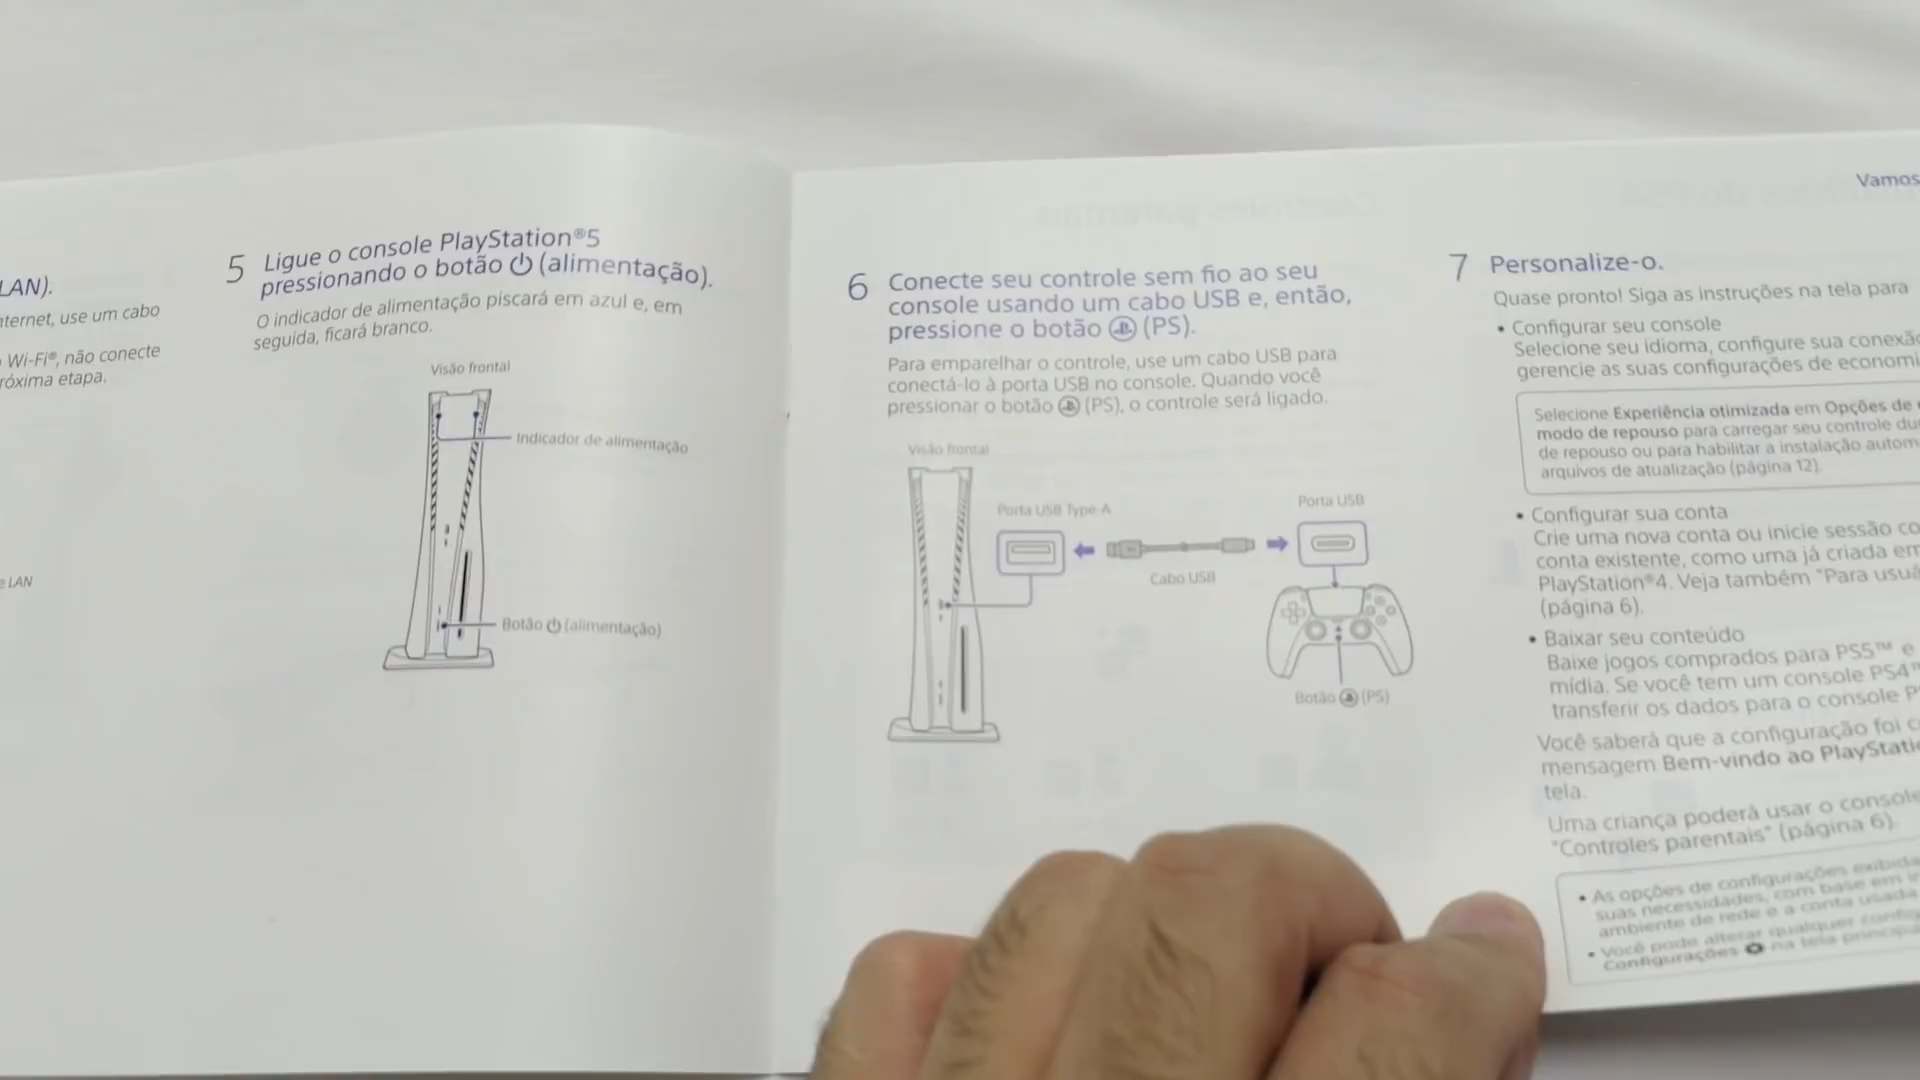 LAN).
nternet, use um cabo
Wi-Fi®, não conecte
róxima etapa.
e LAN
5 Ligue o console PlayStation®5
pressionando o botão ⏻ (alimentação).
O indicador de alimentação piscará em azul e, em
seguida, ficará branco.
Visão frontal
Indicador de alimentação
Botão ⏻ (alimentação)
6 Conecte seu controle sem fio ao seu
console usando um cabo USB e, então,
pressione o botão (PS).
Para emparelhar o controle, use um cabo USB para
conectá-lo à porta USB no console. Quando você
pressionar o botão (PS), o controle será ligado.
Visão frontal
Porta USB Type-A
Cabo USB
Porta USB
Botão (PS)
Vamos
7 Personalize-o.
Quase pronto! Siga as instruções na tela para
• Configurar seu console
Selecione seu idioma, configure sua conexão
gerencie as suas configurações de economi
Selecione Experiência otimizada em Opções de
modo de repouso para carregar seu controle du
de repouso ou para habilitar a instalação autom
arquivos de atualização (página 12).
• Configurar sua conta
Crie uma nova conta ou inicie sessão co
conta existente, como uma já criada em
PlayStation®4. Veja também "Para usuá
(página 6).
• Baixar seu conteúdo
Baixe jogos comprados para PS5™ e
mídia. Se você tem um console PS4™
transferir os dados para o console P
Você saberá que a configuração foi c
mensagem Bem-vindo ao PlayStati
tela.
Uma criança poderá usar o console
"Controles parentais" (página 6).
• As opções de configurações exibida
suas necessidades, com base em i
ambiente de rede e a conta usada
• Você pode alterar qualquer config
Configurações na tela principa